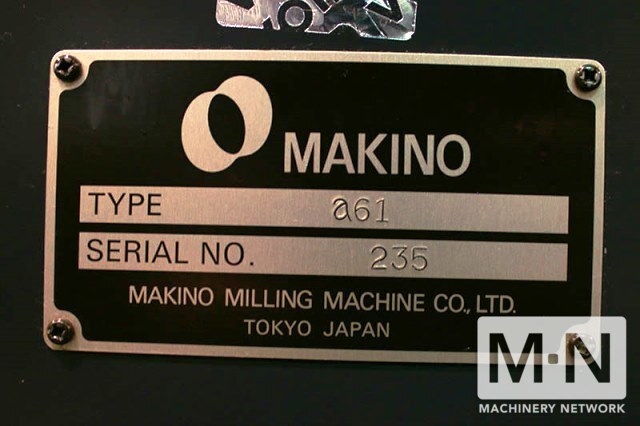 MAKINO
TYPE a61
SERIAL NO. 235
MAKINO MILLING MACHINE CO., LTD.
TOKYO JAPAN
M·N
MACHINERY NETWORK